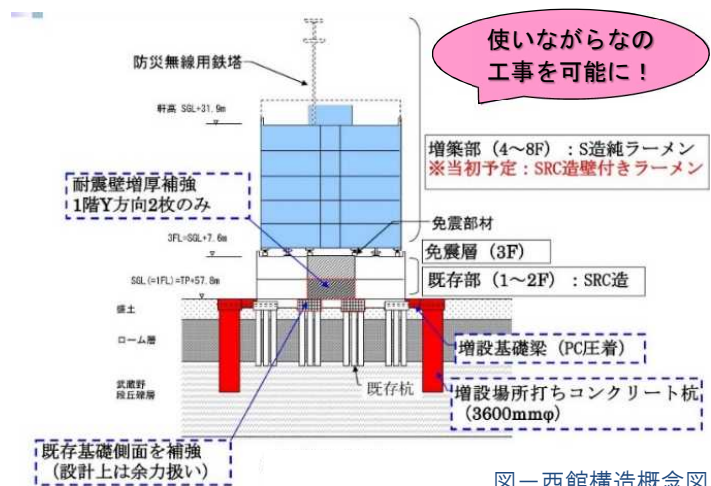 使いながらなの
工事を可能に！
防災無線用鉄塔
軒高 SGL+31.9m
増築部（4～8F）：S造純ラーメン
※当初予定：SRC造壁付きラーメン
耐震壁増厚補強
1階Y方向2枚のみ
免震部材
3FL=SGL+7.6m
免震層（3F）
既存部（1～2F）：SRC造
SGL(=1FL)=TP+57.8m
盛土
ローム層
増設基礎梁（PC圧着）
武蔵野
段丘礫層
既存杭
増設場所打ちコンクリート杭
（3600mmφ）
既存基礎側面を補強
（設計上は余力扱い）
図－西館構造概念図